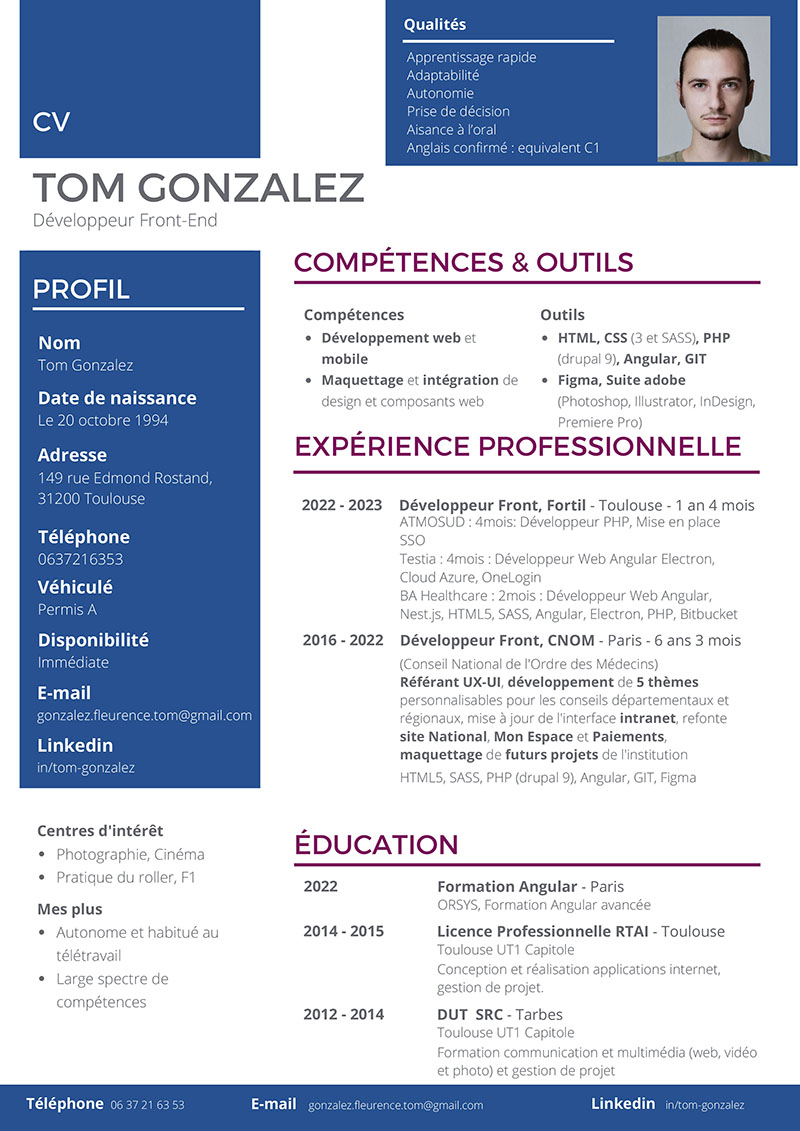 CV
Qualités
Apprentissage rapide
Adaptabilité
Autonomie
Prise de décision
Aisance à l'oral
Anglais confirmé : equivalent C1
TOM GONZALEZ
Développeur Front-End
PROFIL
Nom
Tom Gonzalez
Date de naissance
Le 20 octobre 1994
Adresse
149 rue Edmond Rostand,
31200 Toulouse
Téléphone
0637216353
Véhiculé
Permis A
Disponibilité
Immédiate
E-mail
gonzalez.fleurence.tom@gmail.com
Linkedin
in/tom-gonzalez
Centres d'intérêt
• Photographie, Cinéma
• Pratique du roller, F1
Mes plus
• Autonome et habitué au
télétravail
• Large spectre de
compétences
COMPÉTENCES & OUTILS
Compétences
• Développement web et
mobile
• Maquettage et intégration de
design et composants web
Outils
• HTML, CSS (3 et SASS), PHP
(drupal 9), Angular, GIT
• Figma, Suite adobe
(Photoshop, Illustrator, InDesign,
Premiere Pro)
EXPÉRIENCE PROFESSIONNELLE
2022 - 2023 Développeur Front, Fortil - Toulouse - 1 an 4 mois
ATMOSUD : 4mois: Développeur PHP, Mise en place
SSO
Testia : 4mois : Développeur Web Angular Electron,
Cloud Azure, OneLogin
BA Healthcare : 2mois : Développeur Web Angular,
Nest.js, HTML5, SASS, Angular, Electron, PHP, Bitbucket
2016 - 2022 Développeur Front, CNOM - Paris - 6 ans 3 mois
(Conseil National de l'Ordre des Médecins)
Référant UX-UI, développement de 5 thèmes
personnalisables pour les conseils départementaux et
régionaux, mise à jour de l'interface intranet, refonte
site National, Mon Espace et Paiements,
maquettage de futurs projets de l'institution
HTML5, SASS, PHP (drupal 9), Angular, GIT, Figma
ÉDUCATION
2022 Formation Angular - Paris
ORSYS, Formation Angular avancée
2014 - 2015 Licence Professionnelle RTAI - Toulouse
Toulouse UT1 Capitole
Conception et réalisation applications internet,
gestion de projet.
2012 - 2014 DUT SRC - Tarbes
Toulouse UT1 Capitole
Formation communication et multimédia (web, vidéo
et photo) et gestion de projet
Téléphone 06 37 21 63 53 E-mail gonzalez.fleurence.tom@gmail.com Linkedin in/tom-gonzalez